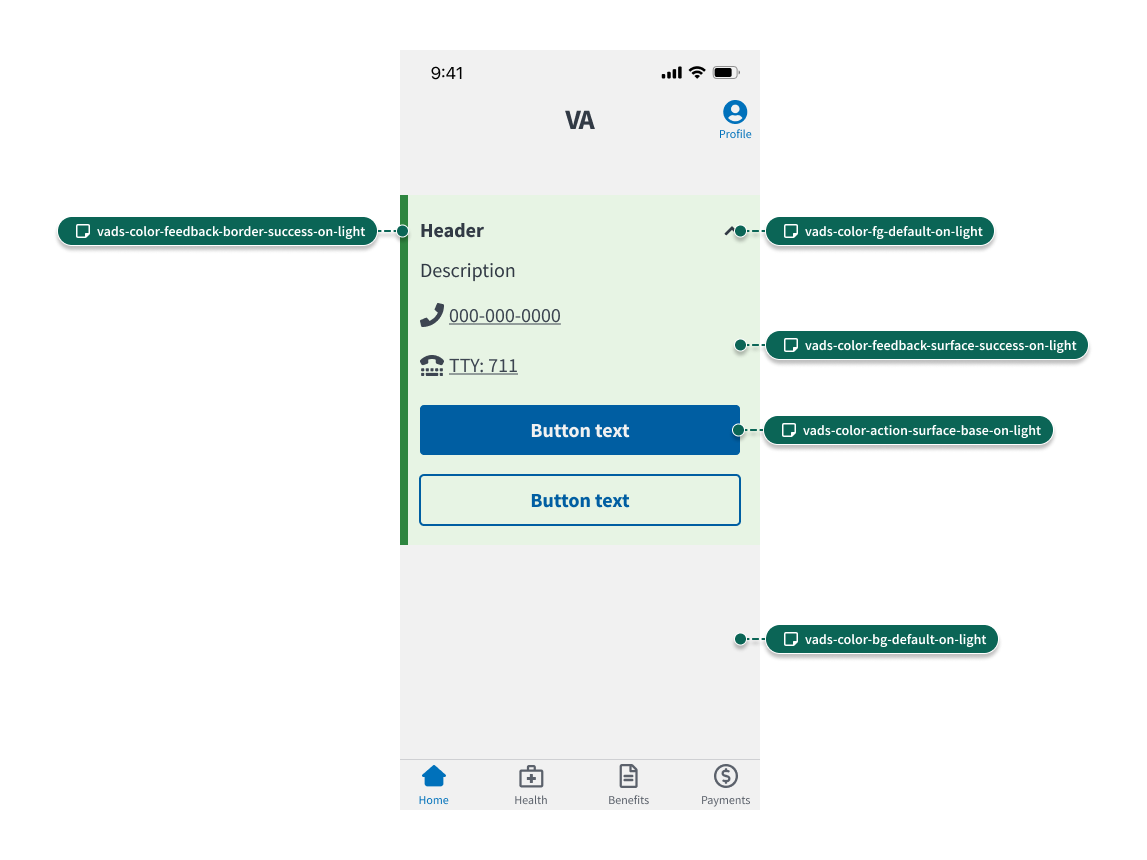 9:41
VA
Profile
vads-color-feedback-border-success-on-light
Header
vads-color-fg-default-on-light
Description
000-000-0000
vads-color-feedback-surface-success-on-light
TTY: 711
Button text
vads-color-action-surface-base-on-light
Button text
vads-color-bg-default-on-light
Home
Health
Benefits
Payments